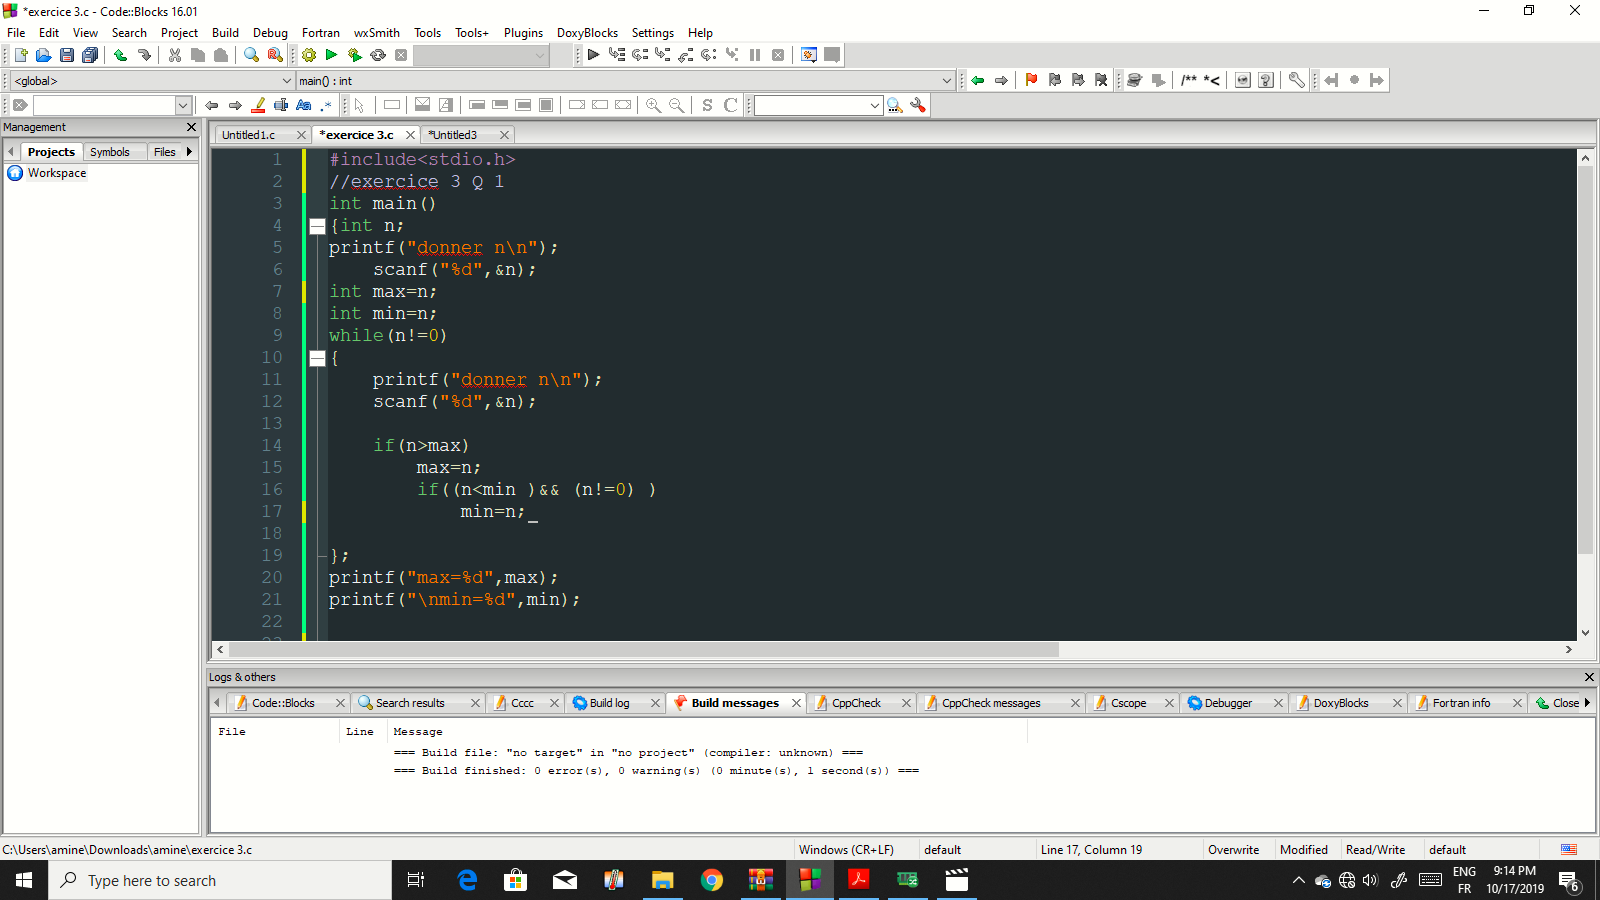 *exercice 3.c - Code::Blocks 16.01
File Edit View Search Project Build Debug Fortran wxSmith Tools Tools+ Plugins DoxyBlocks Settings Help
<global> main() : int
/** *<
Aa .* S C
Management
Untitled1.c *exercice 3.c *Untitled3
Projects Symbols Files
Workspace
1 #include<stdio.h>
2 //exercice 3 Q 1
3 int main()
4 {int n;
5 printf("donner n\n");
6 scanf("%d",&n);
7 int max=n;
8 int min=n;
9 while(n!=0)
10 {
11 printf("donner n\n");
12 scanf("%d",&n);
13
14 if(n>max)
15 max=n;
16 if((n<min )&& (n!=0) )
17 min=n;
18
19 };
20 printf("max=%d",max);
21 printf("\nmin=%d",min);
22
Logs & others
Code::Blocks Search results Cccc Build log Build messages CppCheck CppCheck messages Cscope Debugger DoxyBlocks Fortran info Close
File Line Message
=== Build file: "no target" in "no project" (compiler: unknown) ===
=== Build finished: 0 error(s), 0 warning(s) (0 minute(s), 1 second(s)) ===
C:\Users\amine\Downloads\amine\exercice 3.c Windows (CR+LF) default Line 17, Column 19 Overwrite Modified Read/Write default
Type here to search
ENG
FR
9:14 PM
10/17/2019
6